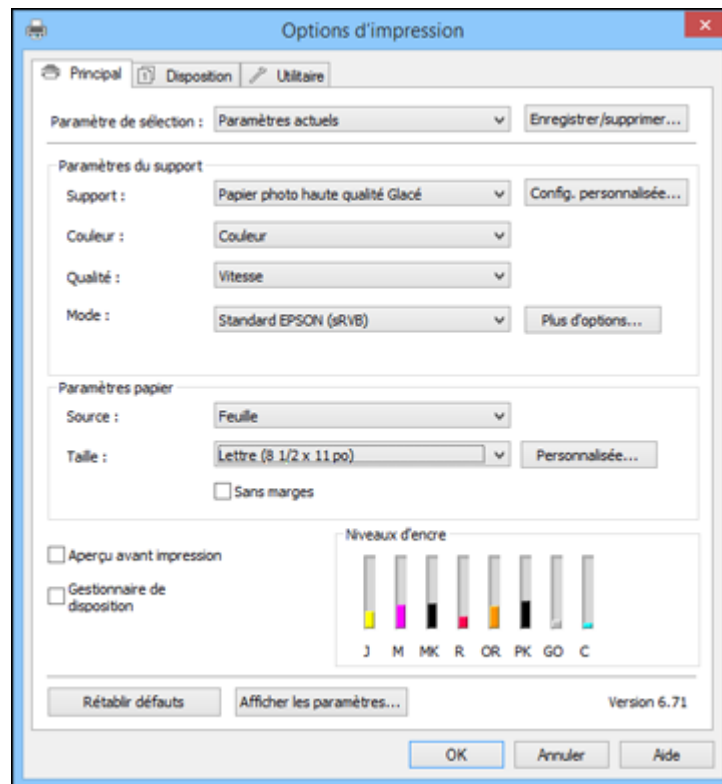 Options d'impression
Principal Disposition Utilitaire
Paramètre de sélection : Paramètres actuels Enregistrer/supprimer...
Paramètres du support
Support : Papier photo haute qualité Glacé Config. personnalisée...
Couleur : Couleur
Qualité : Vitesse
Mode : Standard EPSON (sRVB) Plus d'options...
Paramètres papier
Source : Feuille
Taille : Lettre (8 1/2 x 11 po) Personnalisée...
Sans marges
Aperçu avant impression
Gestionnaire de
disposition
Niveaux d'encre
J M MK R OR PK GO C
Rétablir défauts Afficher les paramètres... Version 6.71
OK Annuler Aide